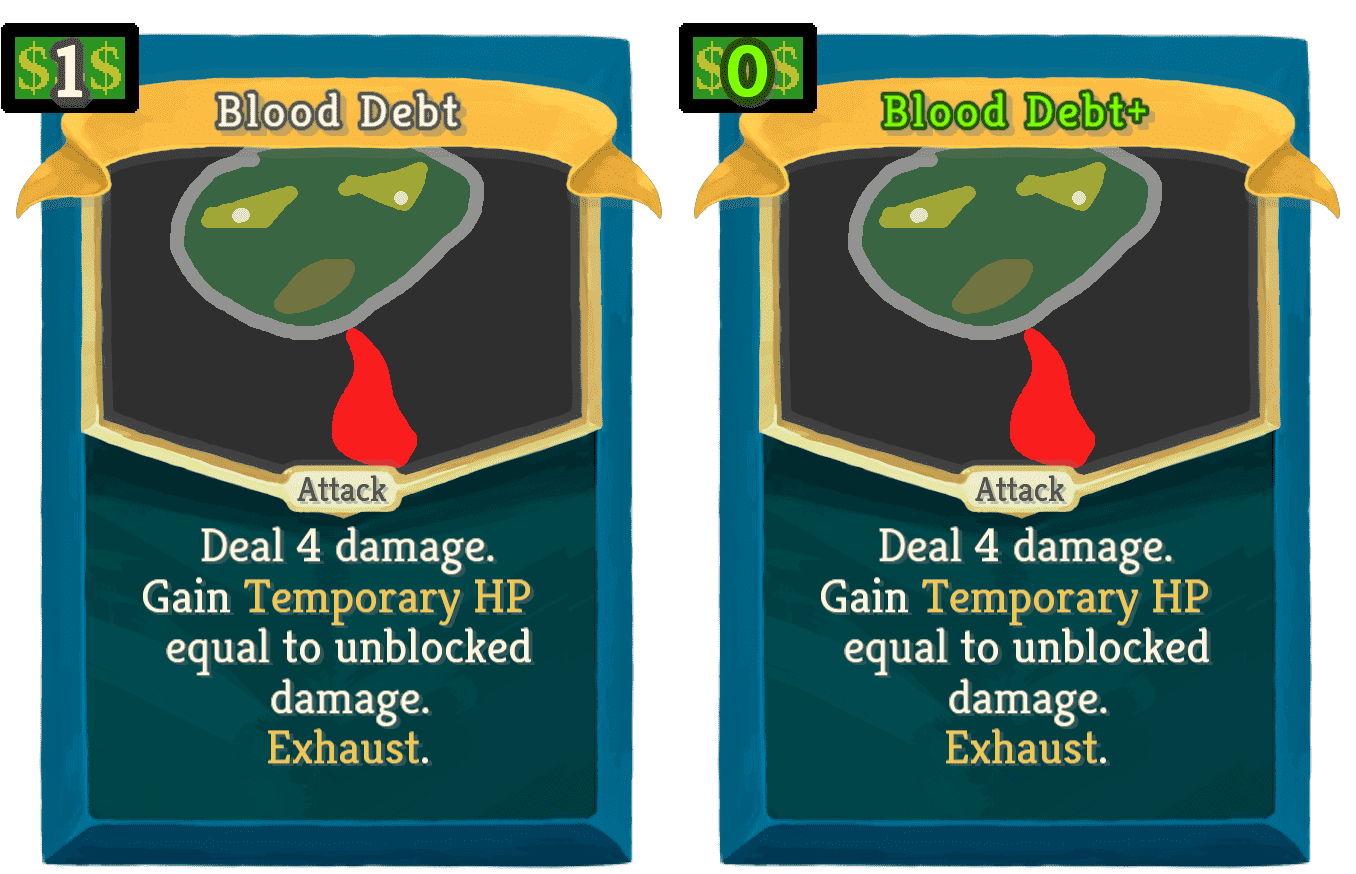 $1$
Blood Debt
Attack
Deal 4 damage.
Gain Temporary HP
equal to unblocked
damage.
Exhaust.
$0$
Blood Debt+
Attack
Deal 4 damage.
Gain Temporary HP
equal to unblocked
damage.
Exhaust.